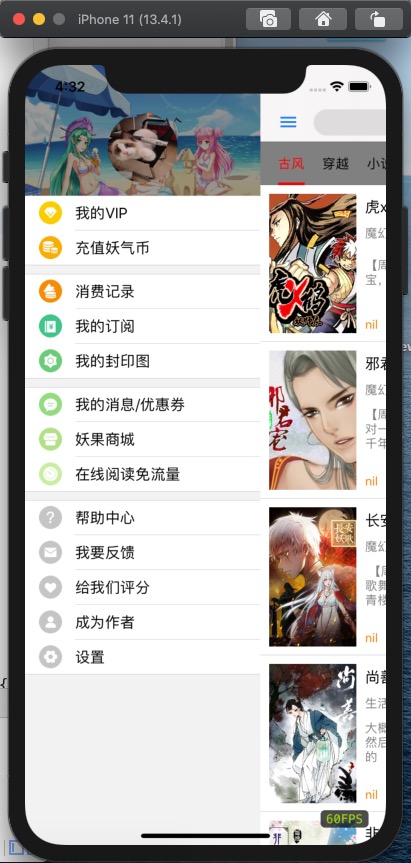 iPhone 11 (13.4.1)
4:32
我的VIP
充值妖气币
消费记录
我的订阅
我的封印图
我的消息/优惠券
妖果商城
在线阅读免流量
帮助中心
我要反馈
给我们评分
成为作者
设置
古风 穿越 小说
虎x
魔幻
【周
宝，
nil
邪君
魔幻
【周
对一
千年
nil
长安
魔幻
【周
歌舞
青楼
nil
尚善
生活
大概
然后
的
nil
非
60FPS